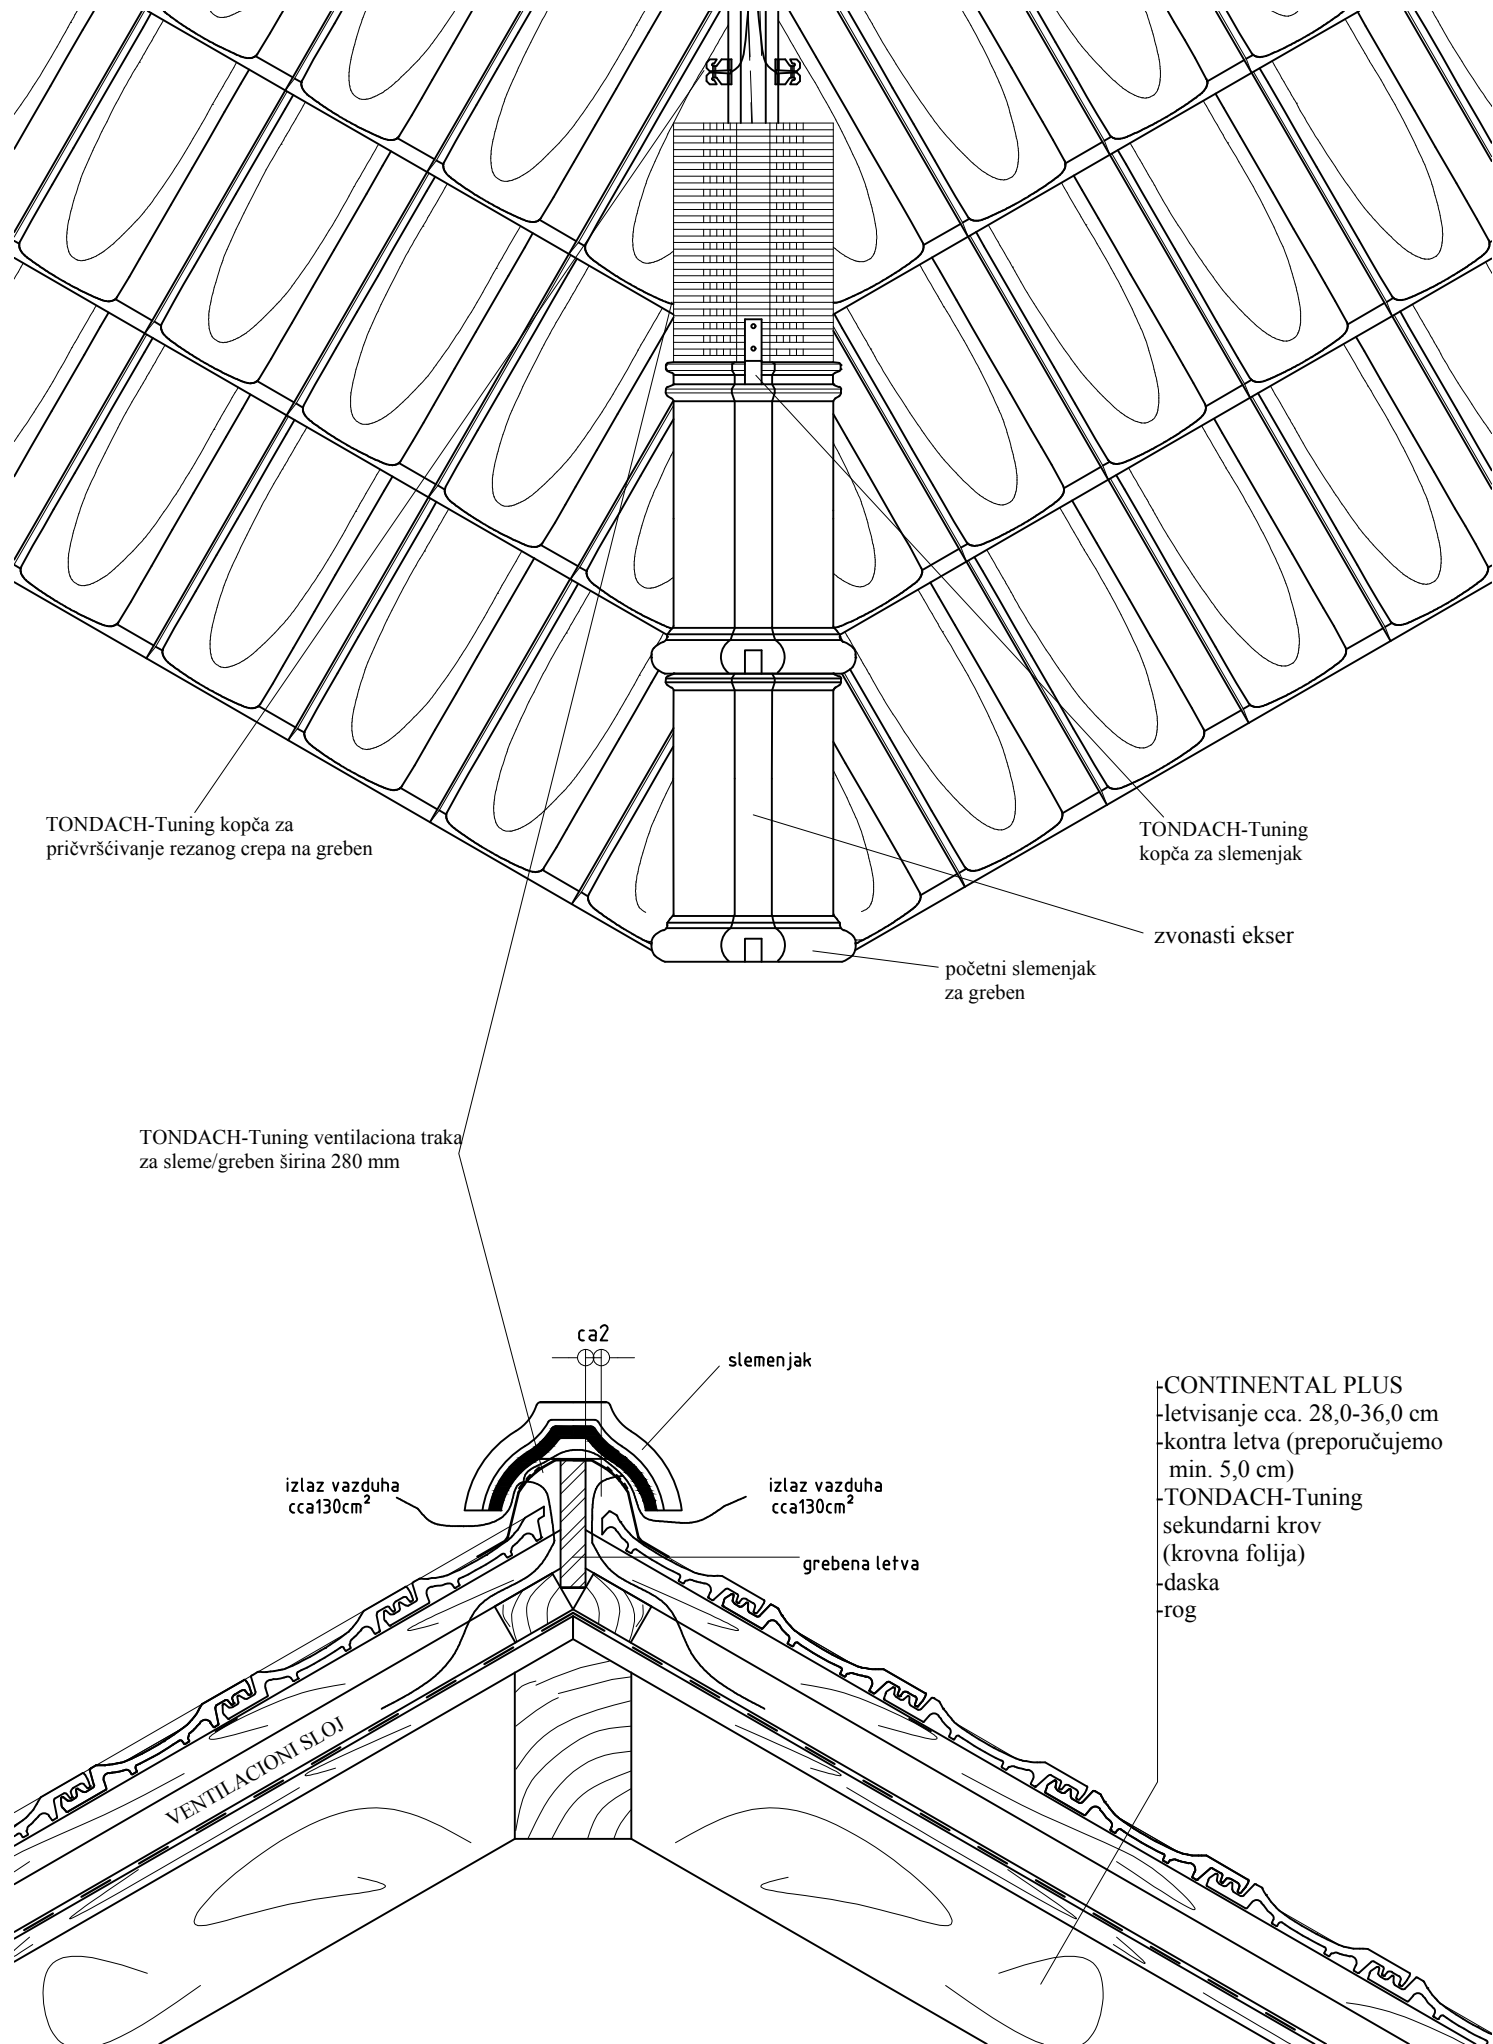 TONDACH-Tuning kopča za
pričvršćivanje rezanog crepa na greben
TONDACH-Tuning
kopča za slemenjak
zvonasti ekser
početni slemenjak
za greben
TONDACH-Tuning ventilaciona traka
za sleme/greben širina 280 mm
ca2
slemenjak
izlaz vazduha
cca130cm²
izlaz vazduha
cca130cm²
grebena letva
VENTILACIONI SLOJ
-CONTINENTAL PLUS
-letvisanje cca. 28,0-36,0 cm
-kontra letva (preporučujemo
min. 5,0 cm)
-TONDACH-Tuning
sekundarni krov
(krovna folija)
-daska
-rog